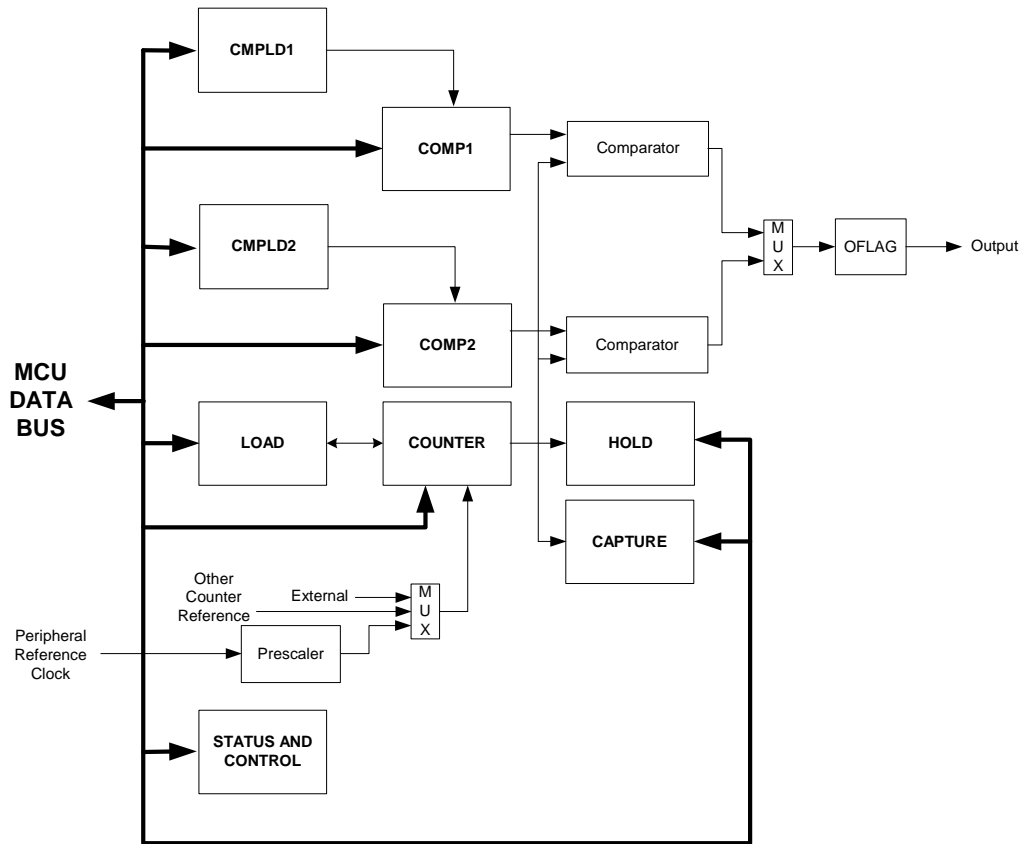 CMPLD1
COMP1
Comparator
CMPLD2
M
U
X
OFLAG
Output
COMP2
Comparator
MCU
DATA
BUS
LOAD
COUNTER
HOLD
CAPTURE
Other
Counter
Reference
External
M
U
X
Peripheral
Reference
Clock
Prescaler
STATUS AND
CONTROL